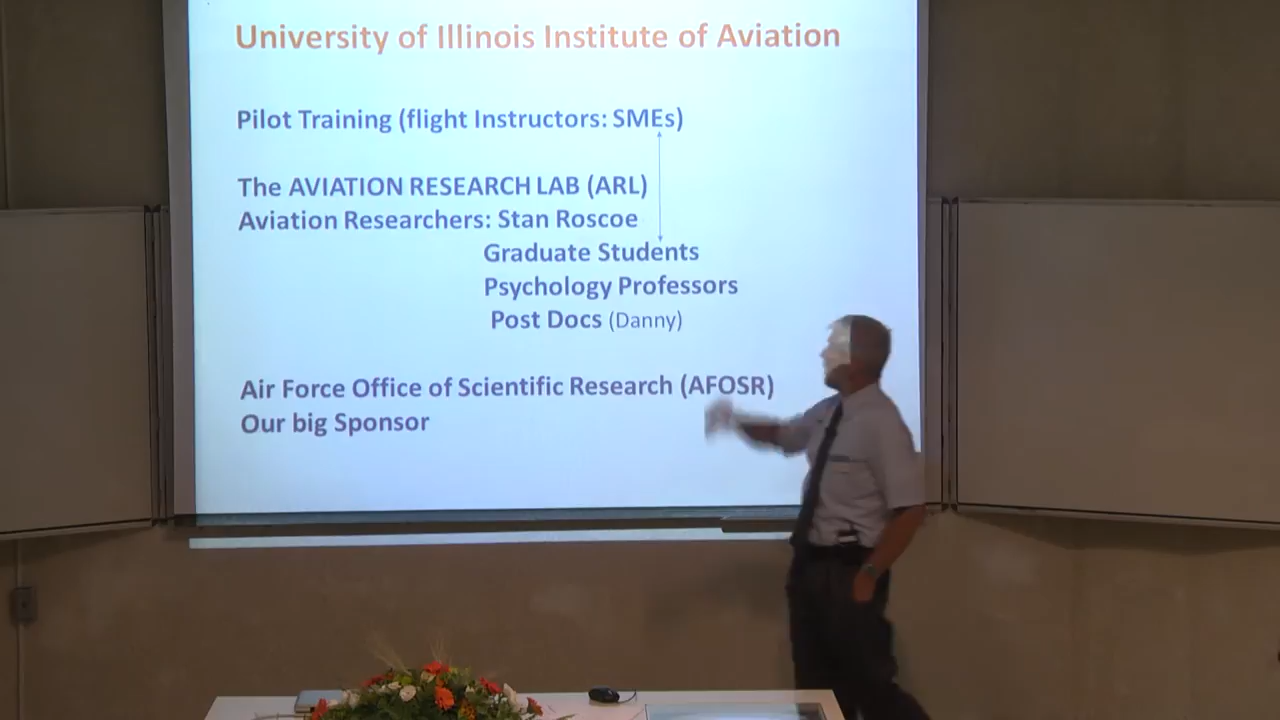 University of Illinois Institute of Aviation
Pilot Training (flight Instructors: SMEs)
The AVIATION RESEARCH LAB (ARL)
Aviation Researchers: Stan Roscoe
Graduate Students
Psychology Professors
Post Docs (Danny)
Air Force Office of Scientific Research (AFOSR)
Our big Sponsor